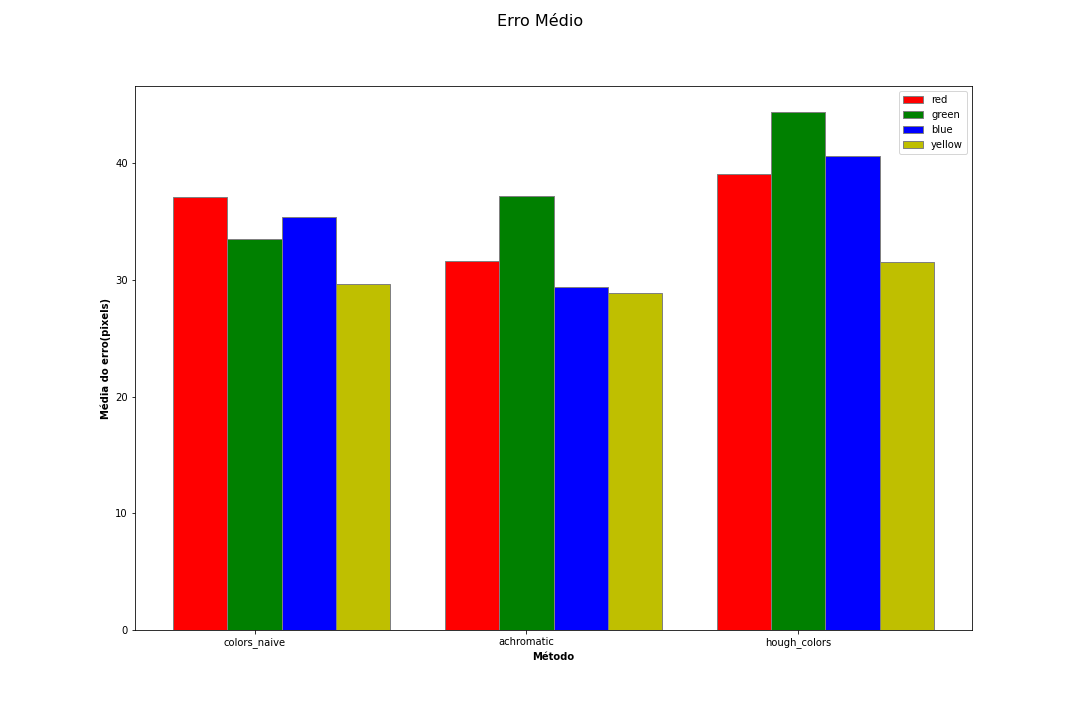 Erro Médio
red
green
blue
yellow
Média do erro(pixels)
40
30
20
10
0
colors_naive
achromatic
hough_colors
Método